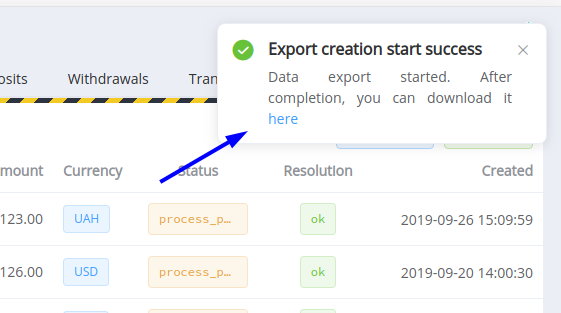 Export creation start success
Data export started. After
completion, you can download it
here
osits Withdrawals Tran
mount Currency Status Resolution Created
123.00 UAH process_p… ok 2019-09-26 15:09:59
126.00 USD process_p… ok 2019-09-20 14:00:30